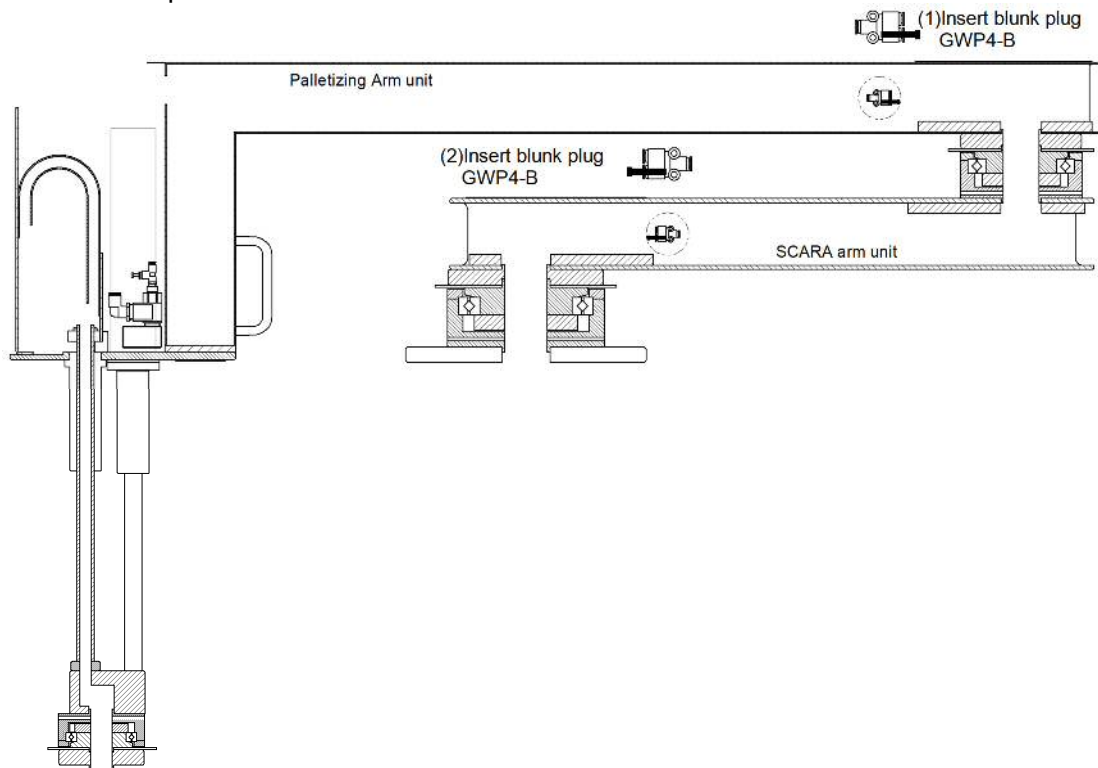 (1)Insert blunk plug
GWP4-B
Palletizing Arm unit
(2)Insert blunk plug
GWP4-B
SCARA arm unit